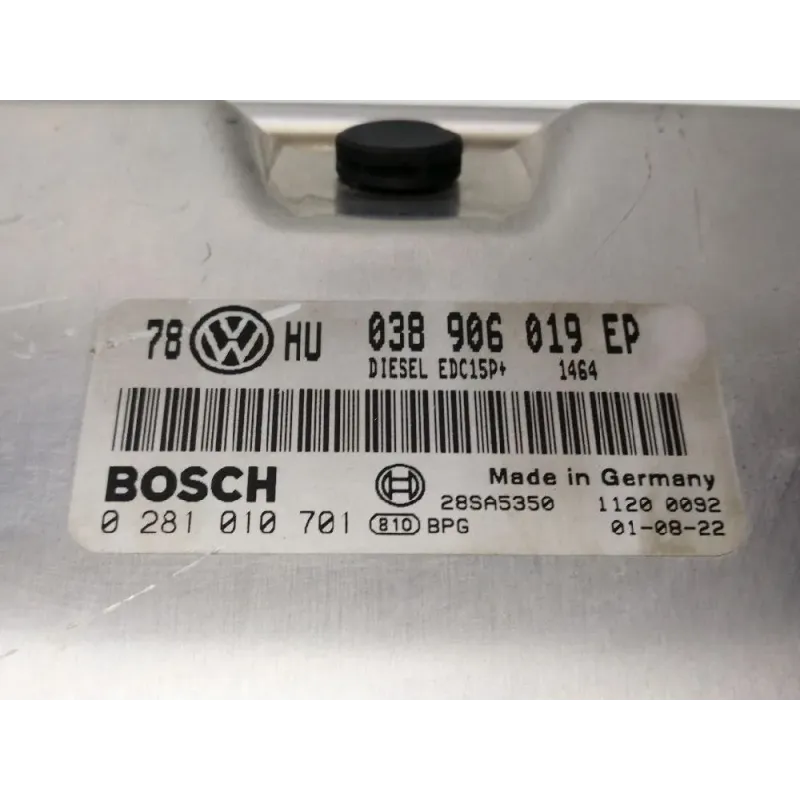 78 VW HU 038 906 019 EP
DIESEL EDC15P+ 1464
BOSCH Made in Germany
28SA5350 1120 0092
0 281 010 701 810 BPG 01-08-22